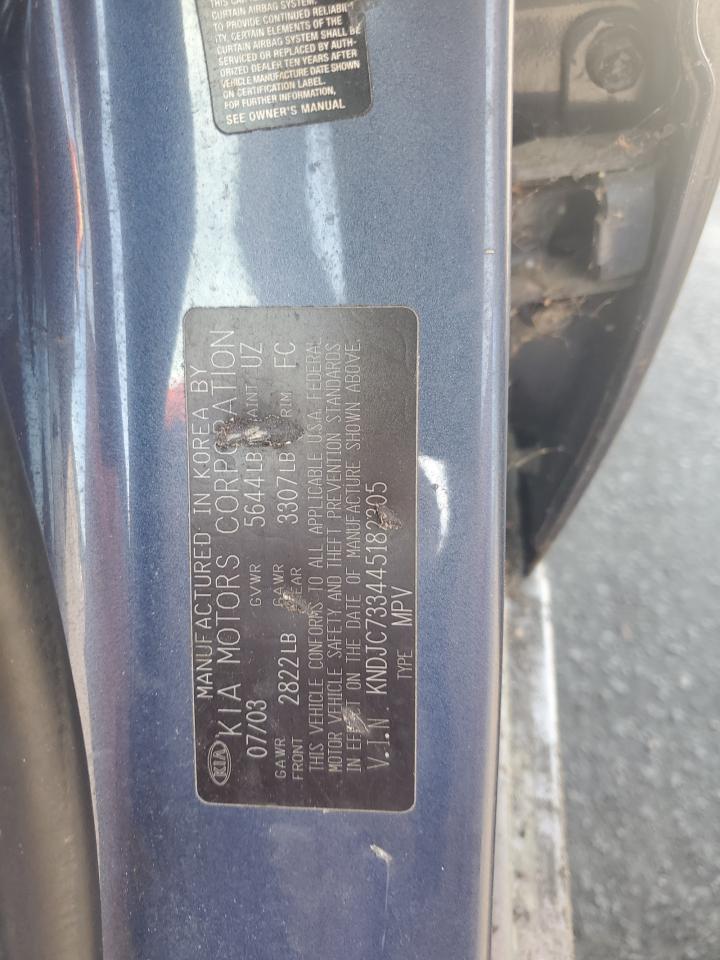 CURTAIN AIRBAG SYSTEM.
TO PROVIDE CONTINUED RELIABIL-
ITY, CERTAIN ELEMENTS OF THE
CURTAIN AIRBAG SYSTEM SHALL BE
SERVICED OR REPLACED BY AUTH-
ORIZED DEALER TEN YEARS AFTER
VEHICLE MANUFACTURE DATE SHOWN
ON CERTIFICATION LABEL.
FOR FURTHER INFORMATION,
SEE OWNER'S MANUAL
KIA
MANUFACTURED IN KOREA BY
KIA MOTORS CORPORATION
07/03 GVWR 5644LB PAINT UZ
GAWR FRONT 2822LB GAWR REAR 3307LB TRIM FC
THIS VEHICLE CONFORMS TO ALL APPLICABLE U.S.A. FEDERAL
MOTOR VEHICLE SAFETY AND THEFT PREVENTION STANDARDS
IN EFFECT ON THE DATE OF MANUFACTURE SHOWN ABOVE.
V.I.N. 
TYPE MPV